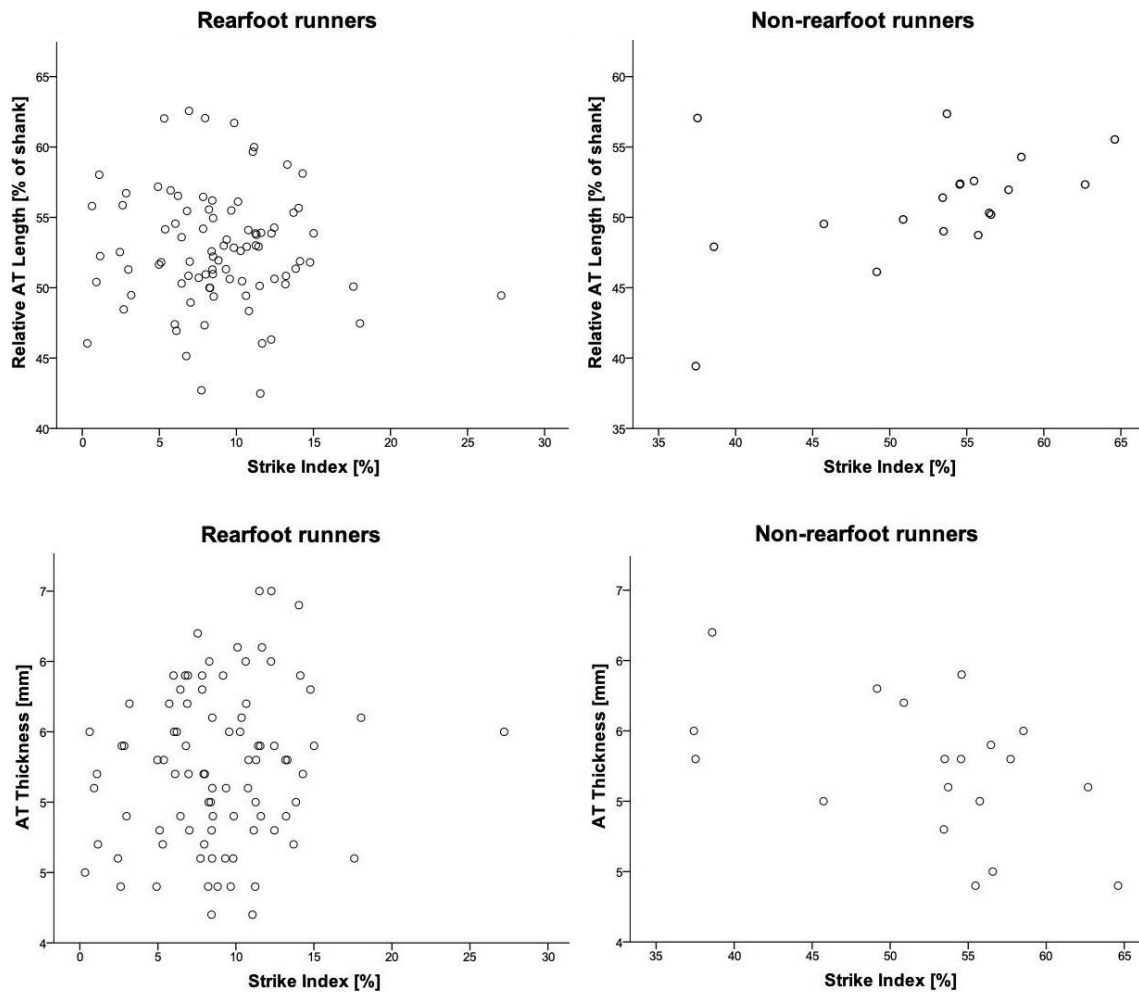 Rearfoot runners
Non-rearfoot runners
Relative AT Length [% of shank]
65
60
55
50
45
40
0 5 10 15 20 25 30
Strike Index [%]
Relative AT Length [% of shank]
60
55
50
45
40
35
35 40 45 50 55 60 65
Strike Index [%]
Rearfoot runners
Non-rearfoot runners
AT Thickness [mm]
7
6
6
5
5
4
0 5 10 15 20 25 30
Strike Index [%]
AT Thickness [mm]
7
6
6
5
5
4
35 40 45 50 55 60 65
Strike Index [%]